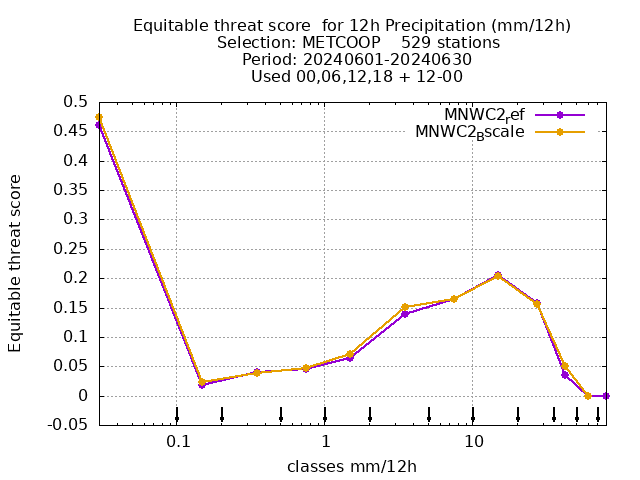 Equitable threat score  for 12h Precipitation (mm/12h)
Selection: METCOOP    529 stations
Period: 20240601-20240630
Used 00,06,12,18 + 12-00
MNWC2ref
MNWC2Bscale
0.5
0.45
0.4
0.35
0.3
0.25
0.2
0.15
0.1
0.05
0
-0.05
Equitable threat score
0.1 1 10
classes mm/12h